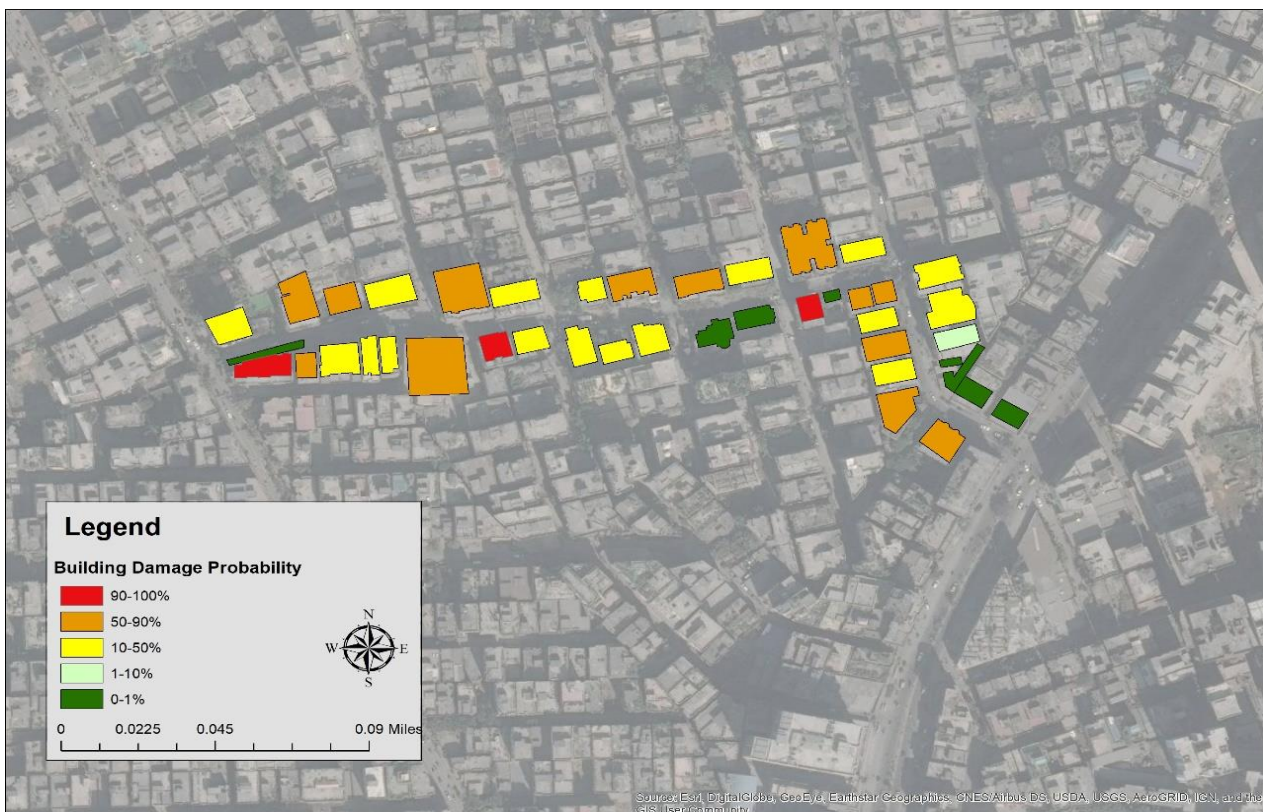 Legend
Building Damage Probability
90-100%
50-90%
10-50%
1-10%
0-1%
N
W E
S
0 0.0225 0.045 0.09 Miles
Source: Esri, DigitalGlobe, GeoEye, Earthstar Geographics, CNES/Airbus DS, USDA, USGS, AeroGRID, IGN, and the
GIS User Community